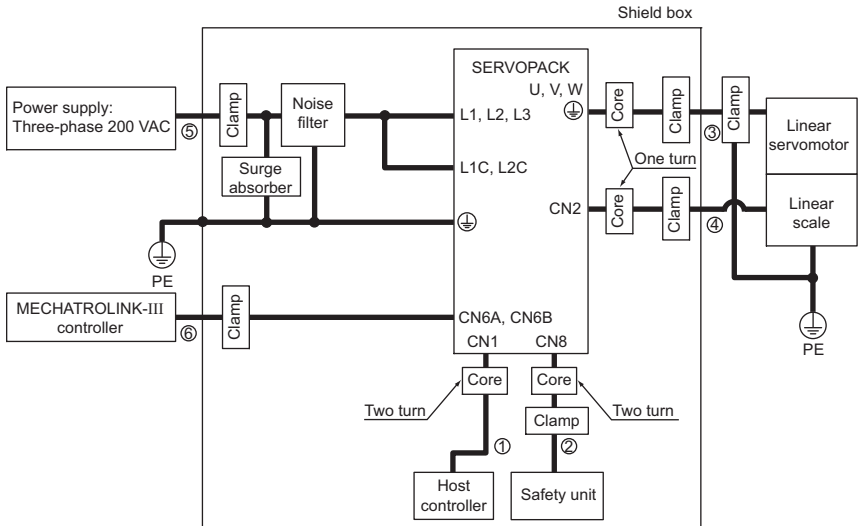 Shield box
SERVOPACK
U, V, W
Power supply:
Three-phase 200 VAC
⑤
Clamp
Noise
filter
L1, L2, L3
Core
Clamp
③
Clamp
Linear
servomotor
Surge
absorber
L1C, L2C
One turn
CN2
Core
Clamp
④
Linear
scale
PE
MECHATROLINK-III
controller
⑥
Clamp
CN6A, CN6B
PE
CN1
CN8
Core
Core
Two turn
Two turn
Clamp
①
②
Host
controller
Safety unit